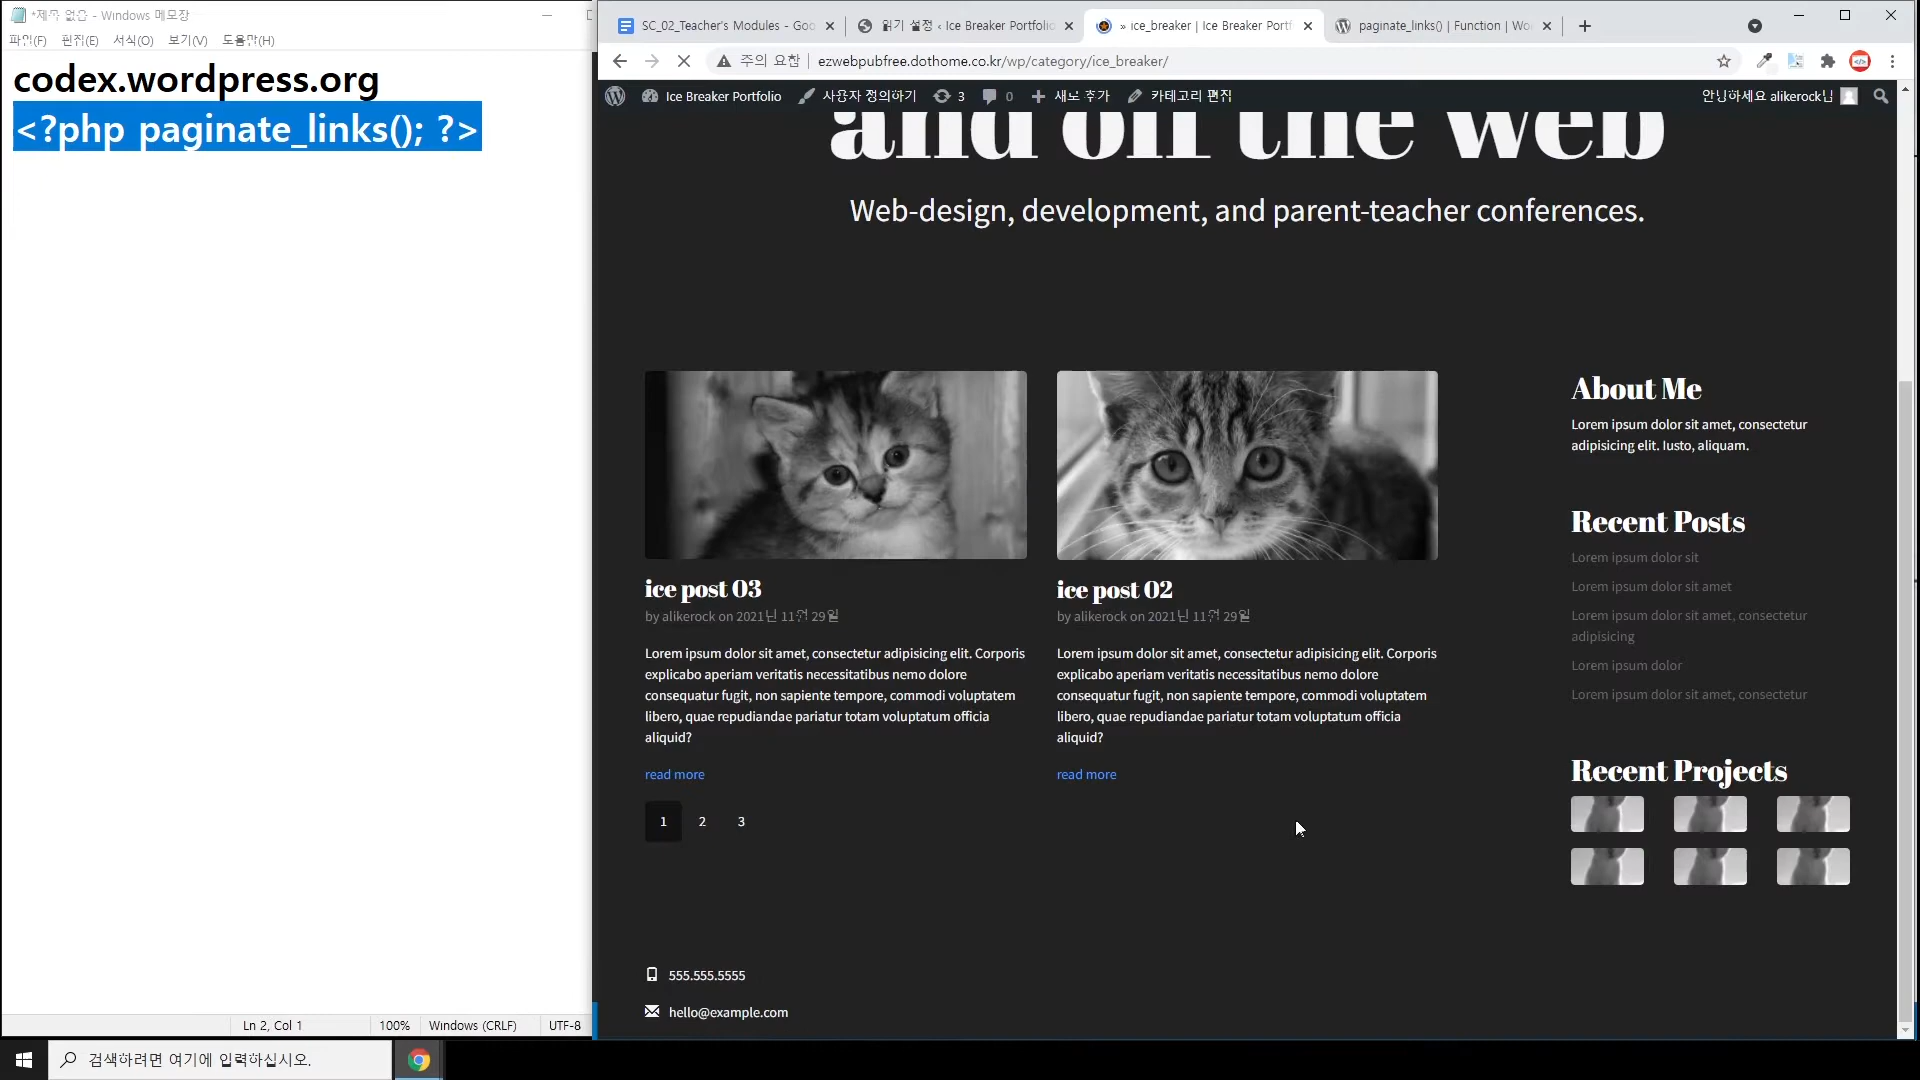 *제목 없음 - Windows 메모장
파일(F) 편집(E) 서식(O) 보기(V) 도움말(H)
codex.wordpress.org
<?php paginate_links(); ?>
Ln 2, Col 1 100% Windows (CRLF) UTF-8
검색하려면 여기에 입력하십시오.
SC_02_Teacher's Modules - Goo
읽기 설정 ‹ Ice Breaker Portfolio
» ice_breaker | Ice Breaker Portf
paginate_links() | Function | Wo
주의 요함 ezwebpubfree.dothome.co.kr/wp/category/ice_breaker/
Ice Breaker Portfolio 사용자 정의하기 3 0 새로 추가 카테고리 편집 안녕하세요 alikerock님
and on the web
Web-design, development, and parent-teacher conferences.
ice post 03
by alikerock on 2021년 11월 29일
Lorem ipsum dolor sit amet, consectetur adipisicing elit. Corporis
explicabo aperiam veritatis necessitatibus nemo dolore
consequatur fugit, non sapiente tempore, commodi voluptatem
libero, quae repudiandae pariatur totam voluptatum officia
aliquid?
read more
ice post 02
by alikerock on 2021년 11월 29일
Lorem ipsum dolor sit amet, consectetur adipisicing elit. Corporis
explicabo aperiam veritatis necessitatibus nemo dolore
consequatur fugit, non sapiente tempore, commodi voluptatem
libero, quae repudiandae pariatur totam voluptatum officia
aliquid?
read more
1 2 3
About Me
Lorem ipsum dolor sit amet, consectetur
adipisicing elit. Iusto, aliquam.
Recent Posts
Lorem ipsum dolor sit
Lorem ipsum dolor sit amet
Lorem ipsum dolor sit amet, consectetur
adipisicing
Lorem ipsum dolor
Lorem ipsum dolor sit amet, consectetur
Recent Projects
555.555.5555
hello@example.com